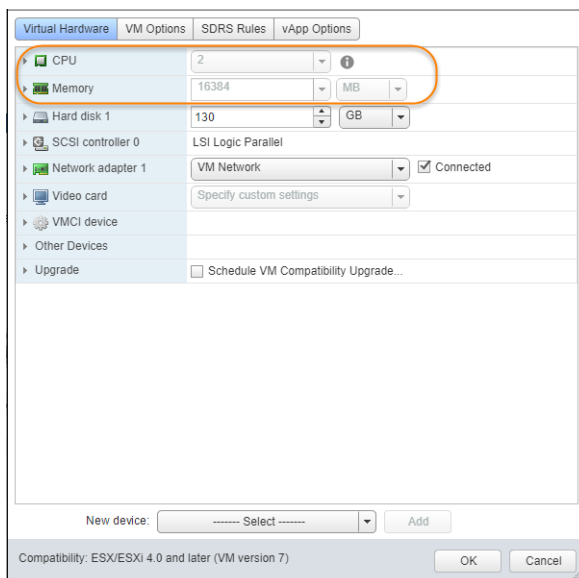 Virtual Hardware VM Options SDRS Rules vApp Options
CPU 2
Memory 16384 MB
Hard disk 1 130 GB
SCSI controller 0 LSI Logic Parallel
Network adapter 1 VM Network Connected
Video card Specify custom settings
VMCI device
Other Devices
Upgrade Schedule VM Compatibility Upgrade...
New device: ------- Select ------- Add
Compatibility: ESX/ESXi 4.0 and later (VM version 7) OK Cancel